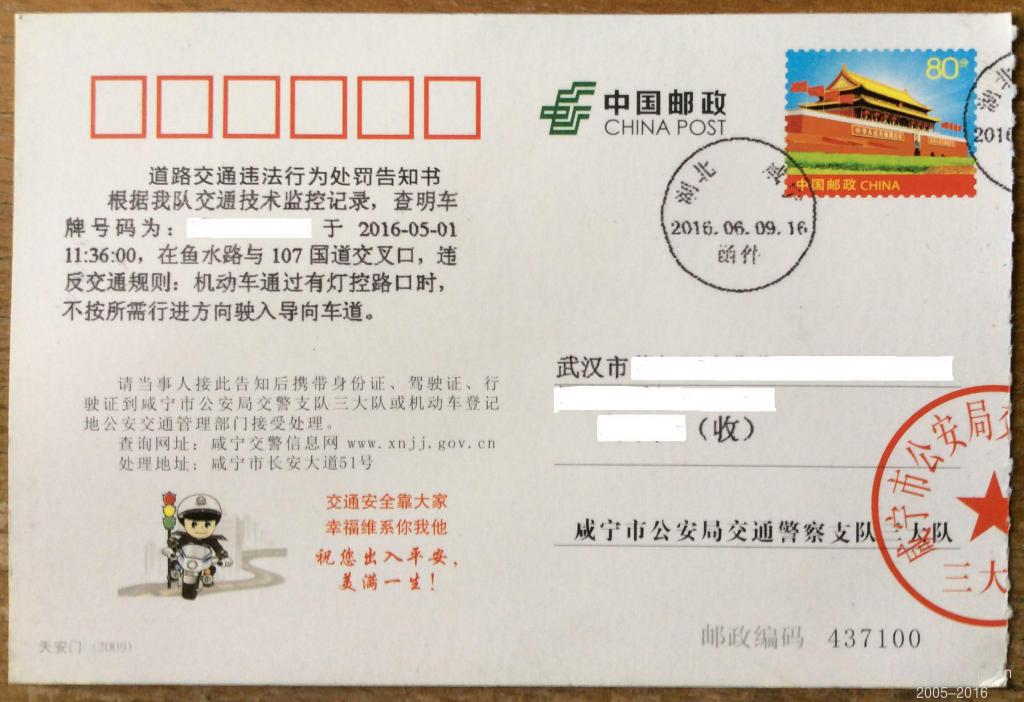 中国邮政
CHINA POST
80分
中国邮政 CHINA
湖北
2016.06.09.16
函件
2016
道路交通违法行为处罚告知书
根据我队交通技术监控记录，查明车
牌号码为： 于 2016-05-01
11:36:00，在鱼水路与 107 国道交叉口，违
反交通规则：机动车通过有灯控路口时，
不按所需行进方向驶入导向车道。
请当事人接此告知后携带身份证、驾驶证、行
驶证到咸宁市公安局交警支队三大队或机动车登记
地公安交通管理部门接受处理。
查询网址：咸宁交警信息网 www.xnjj.gov.cn
处理地址：咸宁市长安大道51号
交通安全靠大家
幸福维系你我他
祝您出入平安，
美满一生！
天安门 (2009)
武汉市
（收）
咸宁市公安局交通警察支队三大队
咸宁市公安局交
三大
邮政编码 437100
2005-2016